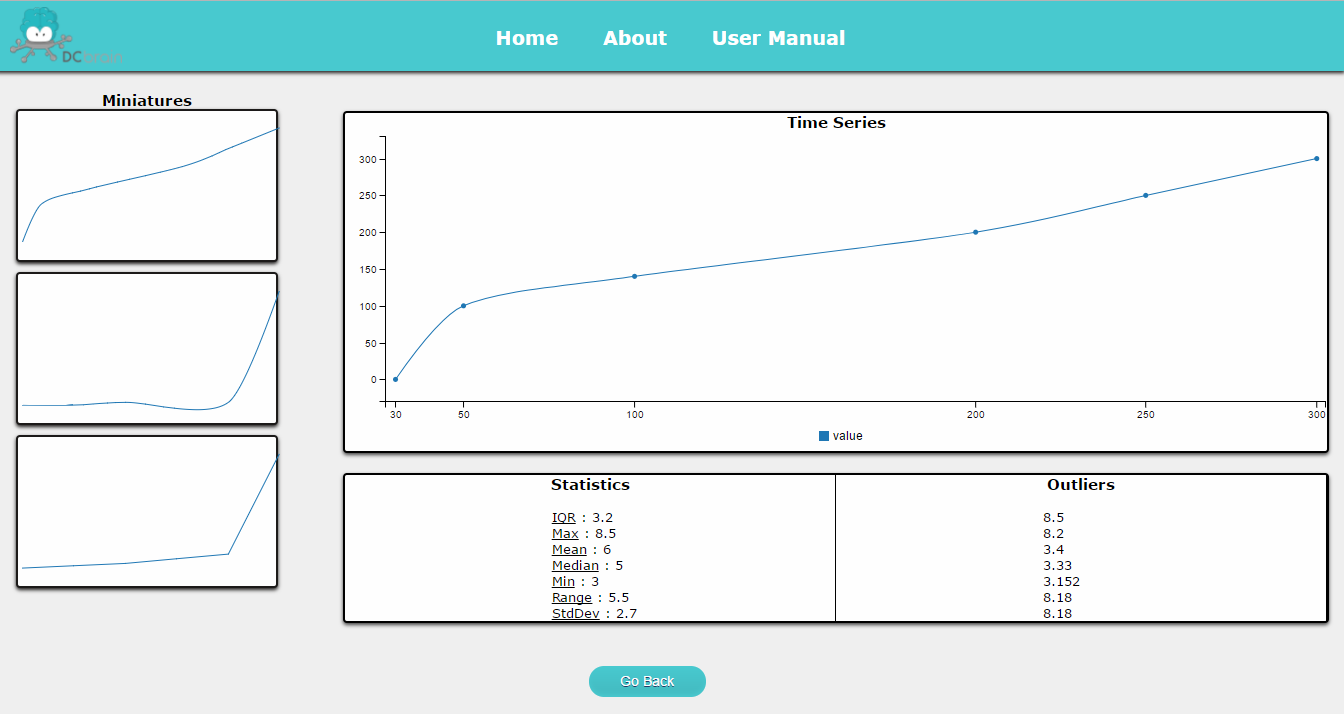 DC
Home About User Manual
Miniatures
Time Series
300
250
200
150
100
50
0
30 50 100 200 250 300
value
Statistics
IQR : 3.2
Max : 8.5
Mean : 6
Median : 5
Min : 3
Range : 5.5
StdDev : 2.7
Outliers
8.5
8.2
3.4
3.33
3.152
8.18
8.18
Go Back